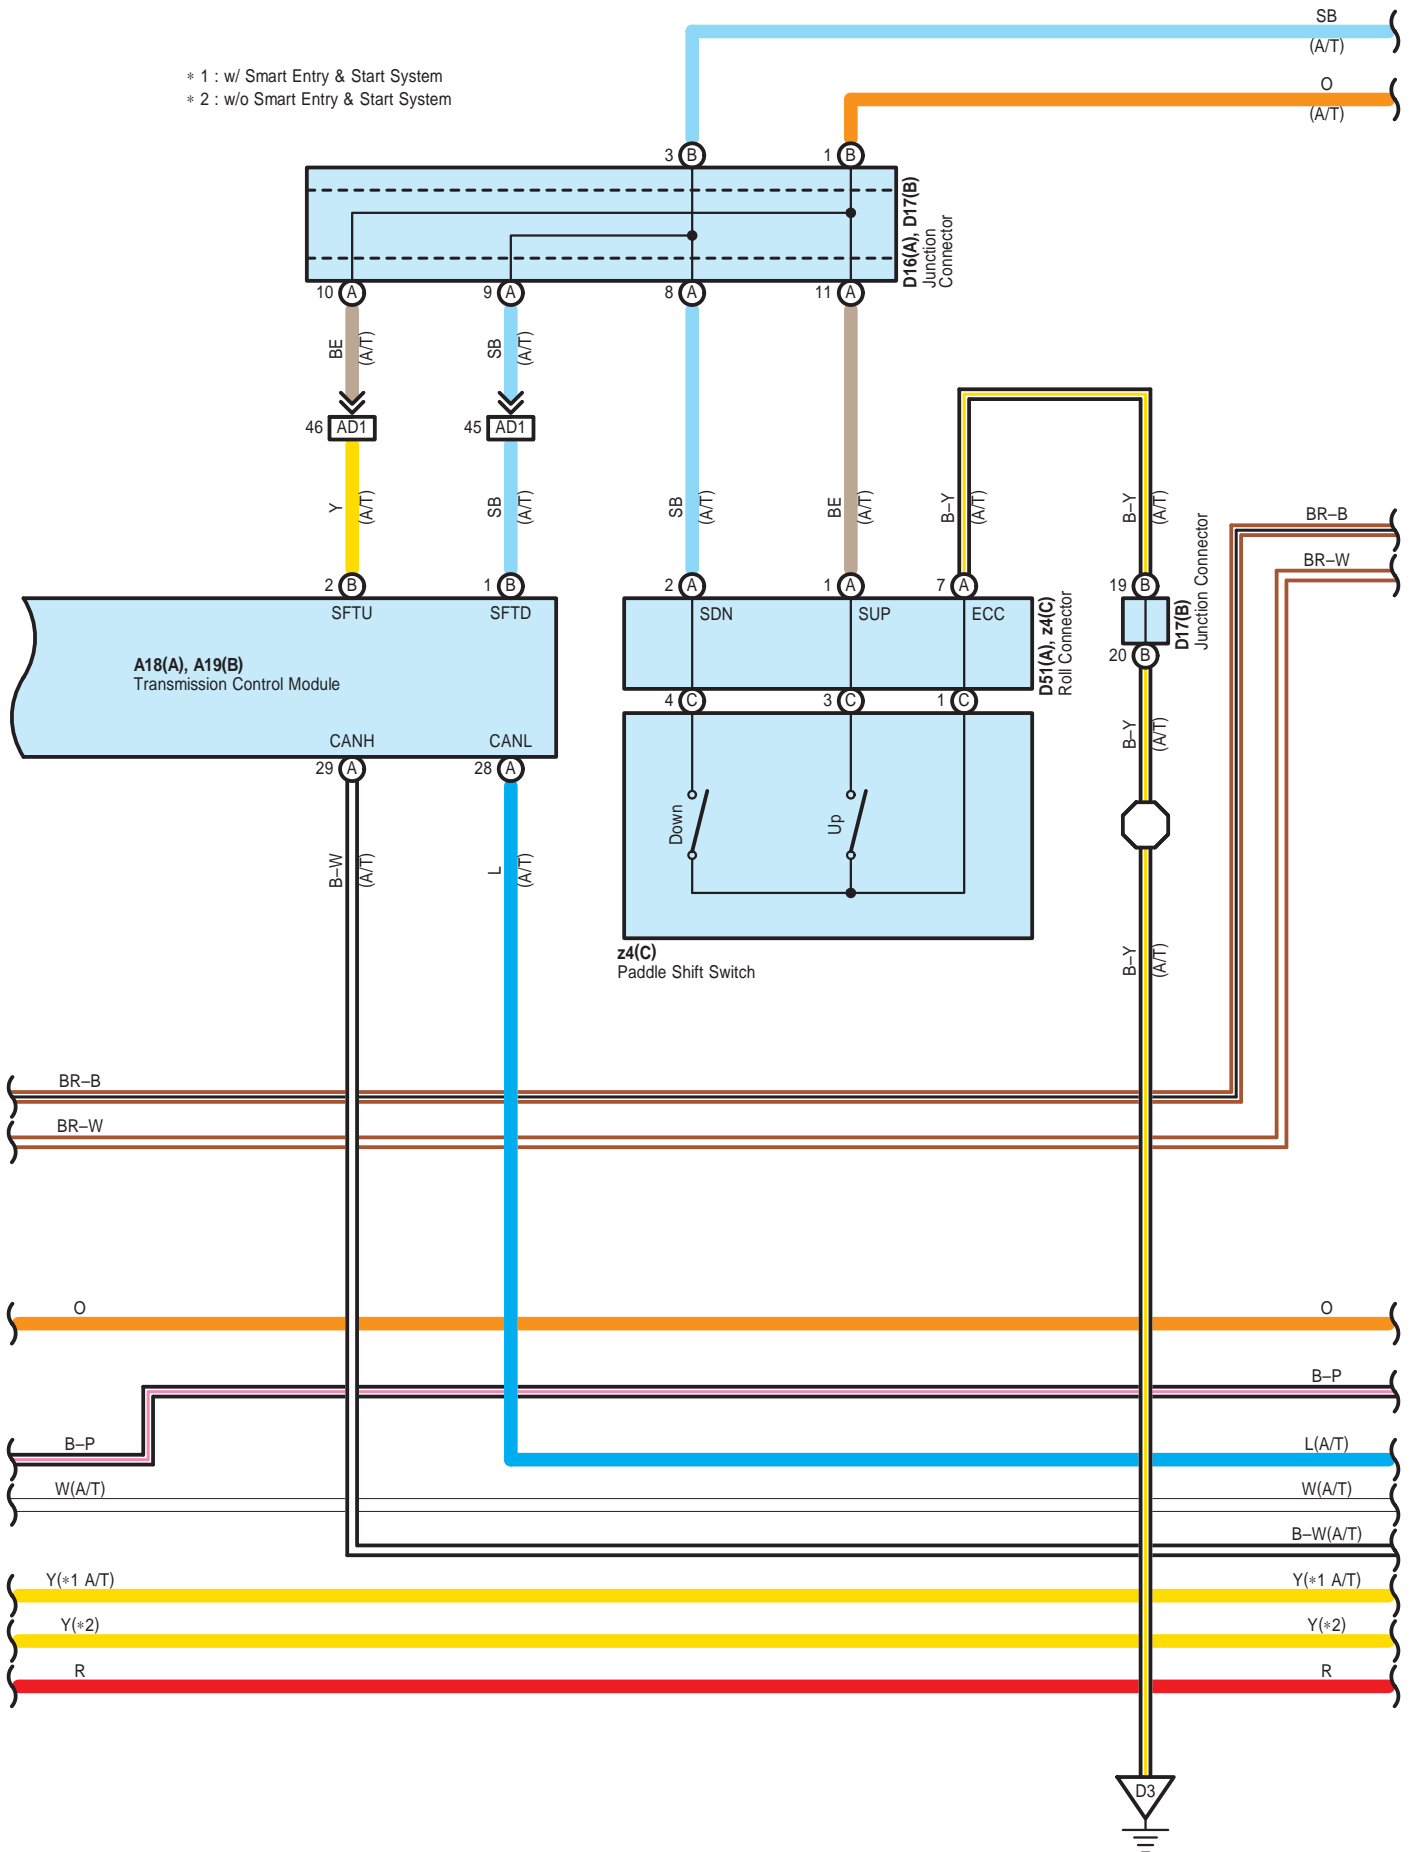 SB
(A/T)
* 1 : w/ Smart Entry & Start System
* 2 : w/o Smart Entry & Start System
O
(A/T)
3 B
1 B
D16(A), D17(B)
Junction
Connector
10 A
9 A
8 A
11 A
BE
(A/T)
SB
(A/T)
46 AD1
45 AD1
Y
(A/T)
SB
(A/T)
SB
(A/T)
BE
(A/T)
B–Y
(A/T)
B–Y
(A/T)
BR–B
BR–W
2 B
1 B
2 A
1 A
7 A
19 B
SFTU
SFTD
SDN
SUP
ECC
D17(B)
Junction Connector
20 B
A18(A), A19(B)
Transmission Control Module
D51(A), z4(C)
Roll Connector
4 C
3 C
1 C
CANH
CANL
29 A
28 A
B–Y
(A/T)
Down
Up
B–W
(A/T)
L
(A/T)
z4(C)
Paddle Shift Switch
B–Y
(A/T)
BR–B
BR–W
O
O
B–P
B–P
L(A/T)
W(A/T)
W(A/T)
B–W(A/T)
Y(*1 A/T)
Y(*1 A/T)
Y(*2)
Y(*2)
R
R
D3